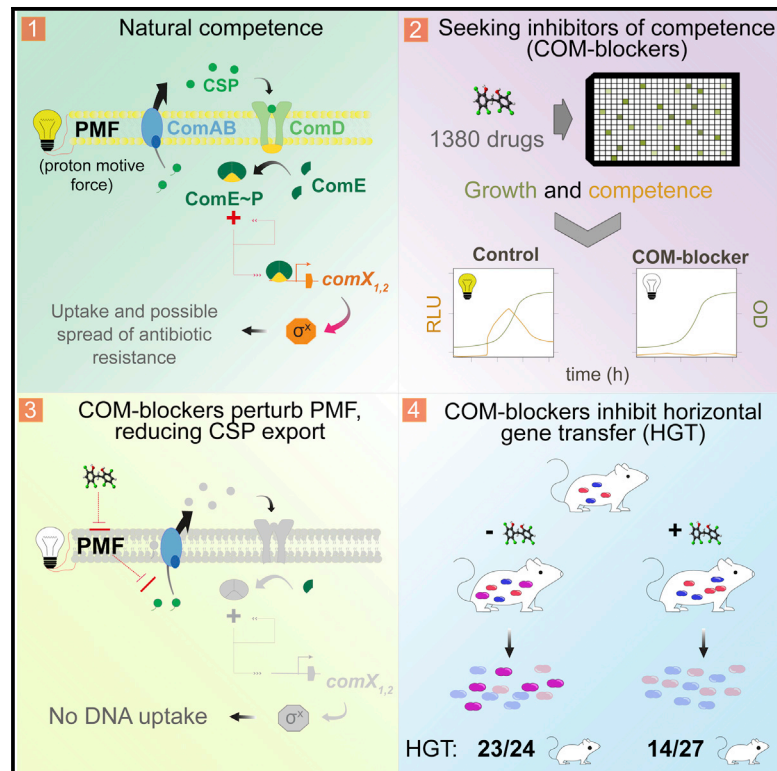 1
Natural competence
CSP
PMF
ComAB
ComD
(proton motive
force)
ComE~P
ComE
+
comX1,2
Uptake and possible
spread of antibiotic
resistance
σx
2
Seeking inhibitors of competence
(COM-blockers)
1380 drugs
Growth and competence
Control
COM-blocker
RLU
OD
time (h)
3
COM-blockers perturb PMF,
reducing CSP export
PMF
+
comX1,2
No DNA uptake
σx
4
COM-blockers inhibit horizontal
gene transfer (HGT)
-
+
HGT: 23/24 14/27